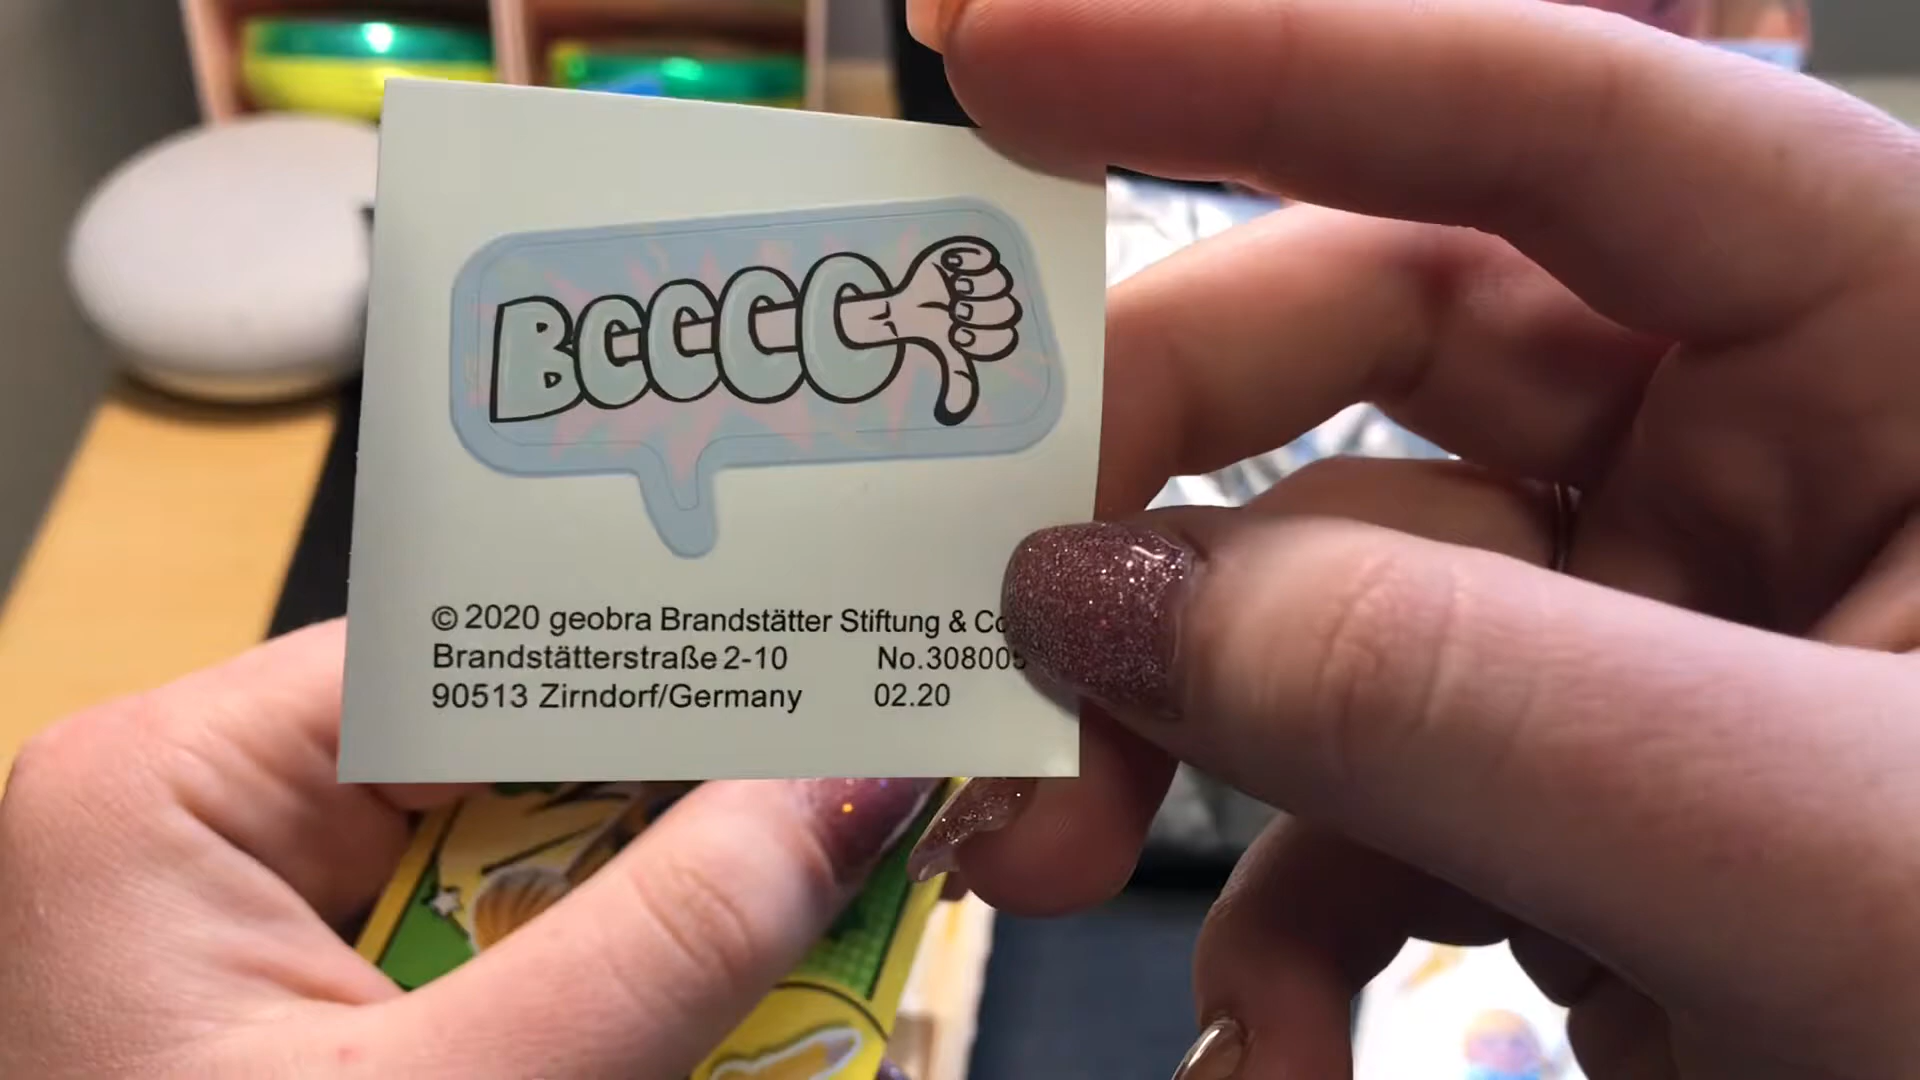 BCCCC
© 2020 geobra Brandstätter Stiftung & Co
Brandstätterstraße 2-10 No.308005
90513 Zirndorf/Germany 02.20